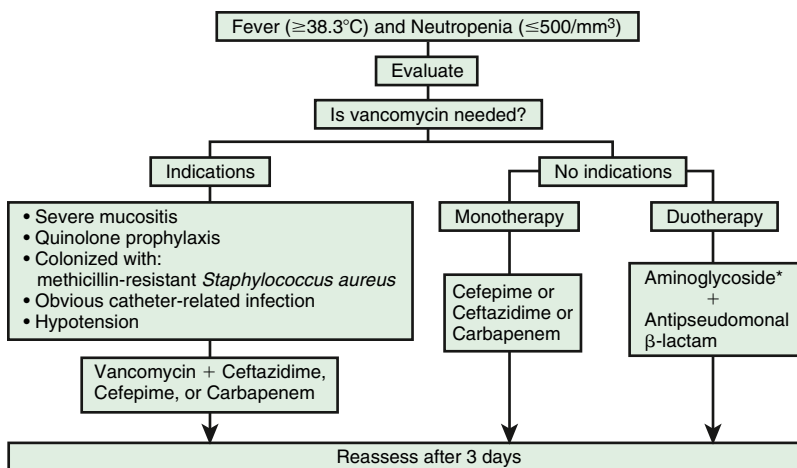 Fever (≥38.3°C) and Neutropenia (≤500/mm³)
Evaluate
Is vancomycin needed?
Indications
No indications
• Severe mucositis
• Quinolone prophylaxis
• Colonized with:
methicillin-resistant Staphylococcus aureus
• Obvious catheter-related infection
• Hypotension
Monotherapy
Duotherapy
Cefepime or
Ceftazidime or
Carbapenem
Aminoglycoside*
+
Antipseudomonal
β-lactam
Vancomycin + Ceftazidime,
Cefepime, or Carbapenem
Reassess after 3 days